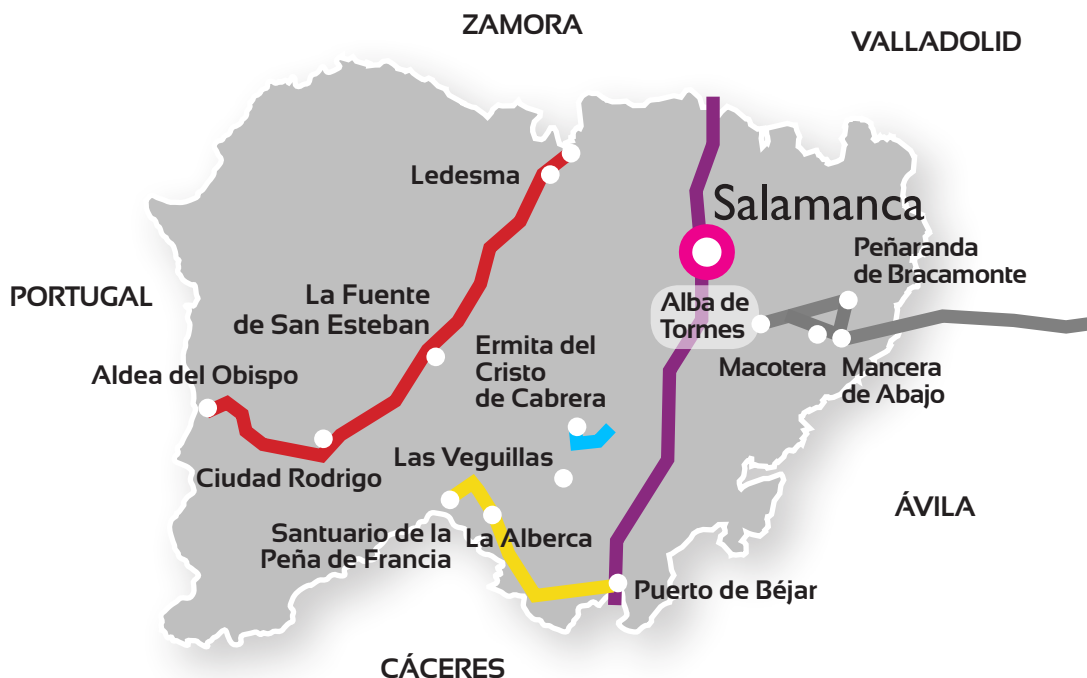 ZAMORA
VALLADOLID
Ledesma
Salamanca
Peñaranda
de Bracamonte
PORTUGAL
La Fuente
de San Esteban
Alba de
Tormes
Ermita del
Cristo
de Cabrera
Macotera
Mancera
de Abajo
Aldea del Obispo
Las Veguillas
Ciudad Rodrigo
ÁVILA
Santuario de la
Peña de Francia
La Alberca
Puerto de Béjar
CÁCERES